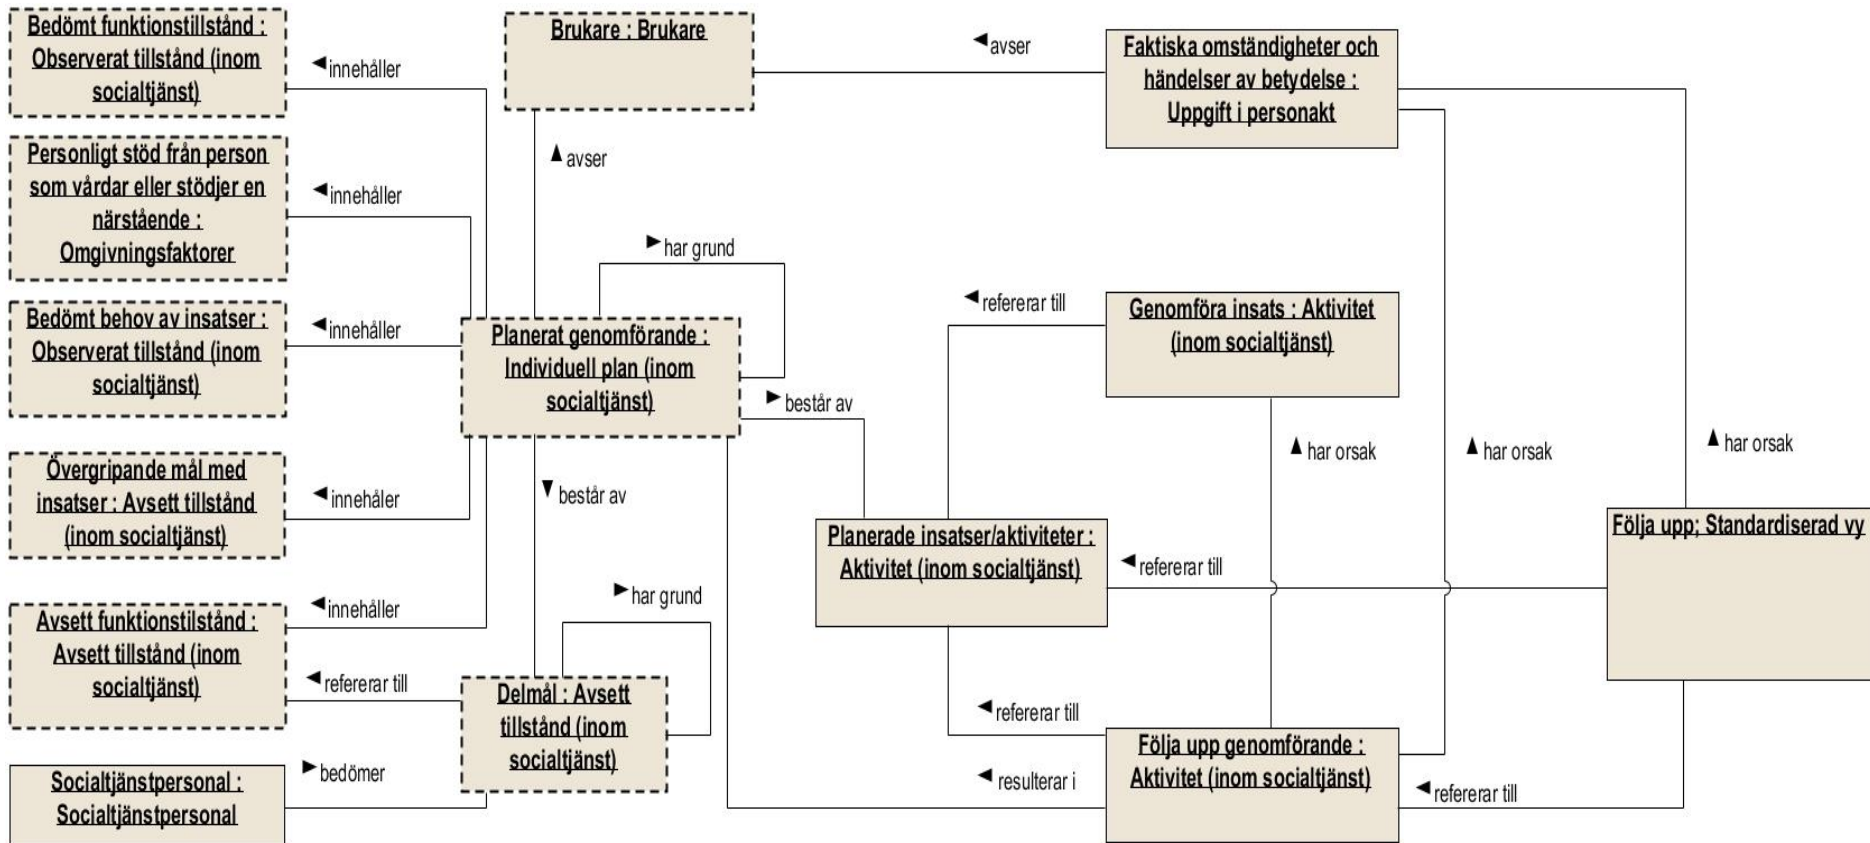 Bedömt funktionstillstånd :
Observerat tillstånd (inom
socialtjänst)
◄ innehåller
Brukare : Brukare
◄ avser
Faktiska omständigheter och
händelser av betydelse :
Uppgift i personakt
Personligt stöd från person
som vårdar eller stödjer en
närstående :
Omgivningsfaktorer
◄ innehåller
▲ avser
► har grund
Bedömt behov av insatser :
Observerat tillstånd (inom
socialtjänst)
◄ innehåller
Planerat genomförande :
Individuell plan (inom
socialtjänst)
◄ refererar till
Genomföra insats : Aktivitet
(inom socialtjänst)
► består av
▲ har orsak
▲ har orsak
▲ har orsak
Övergripande mål med
insatser : Avsett tillstånd
(inom socialtjänst)
◄ innehåler
▼ består av
Planerade insatser/aktiviteter :
Aktivitet (inom socialtjänst)
◄ refererar till
Följa upp; Standardiserad vy
Avsett funktionstilstånd :
Avsett tillstånd (inom
socialtjänst)
◄ innehåller
► har grund
◄ refererar till
Delmål : Avsett
tillstånd (inom
socialtjänst)
◄ refererar till
Följa upp genomförande :
Aktivitet (inom socialtjänst)
Socialtjänstpersonal :
Socialtjänstpersonal
► bedömer
◄ resulterar i
◄ refererar till